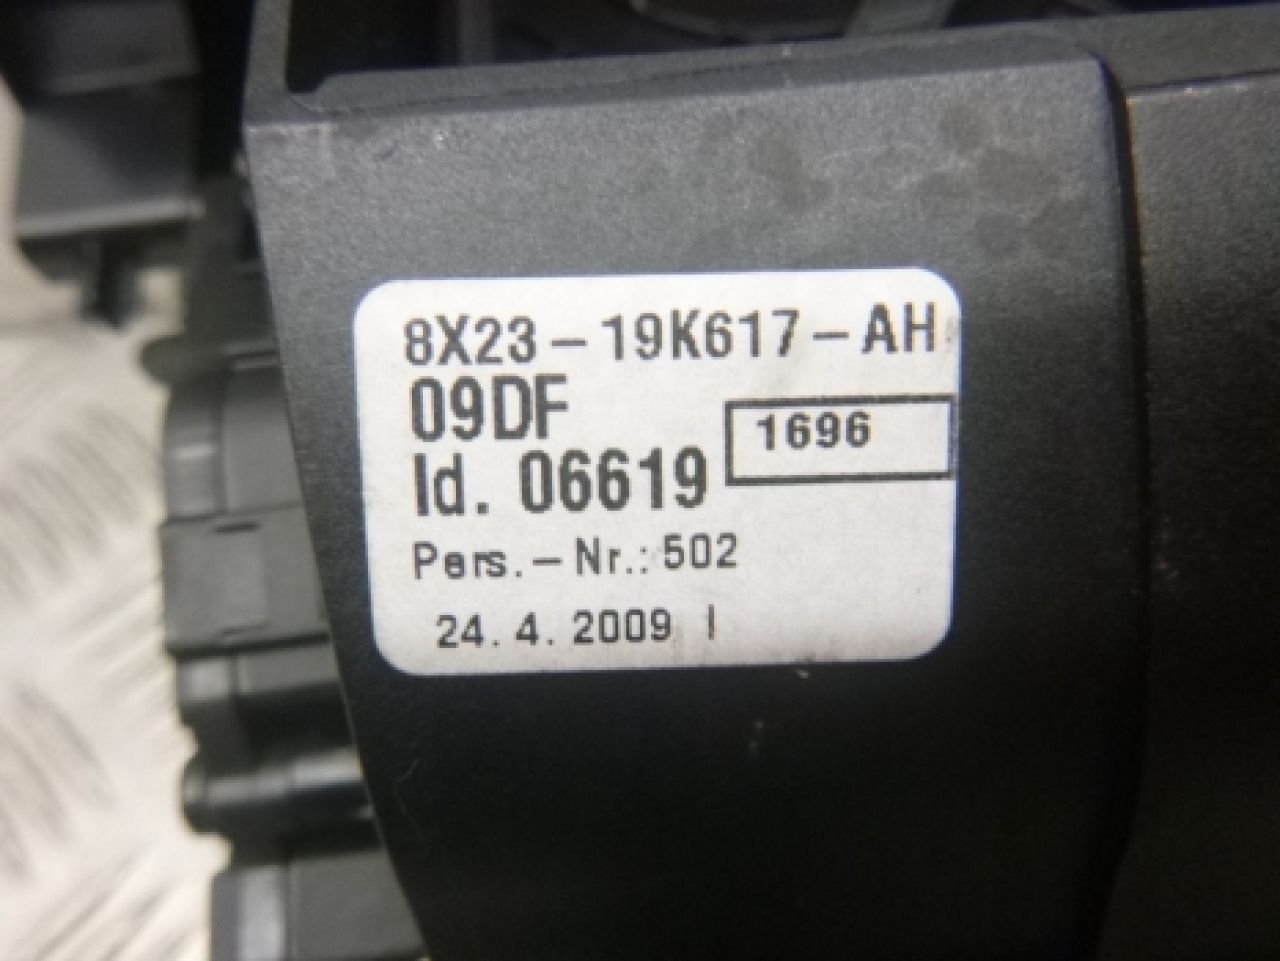 8X23-19K617-AH
09DF
1696
Id. 06619
Pers.-Nr.:502
24.4.2009 I